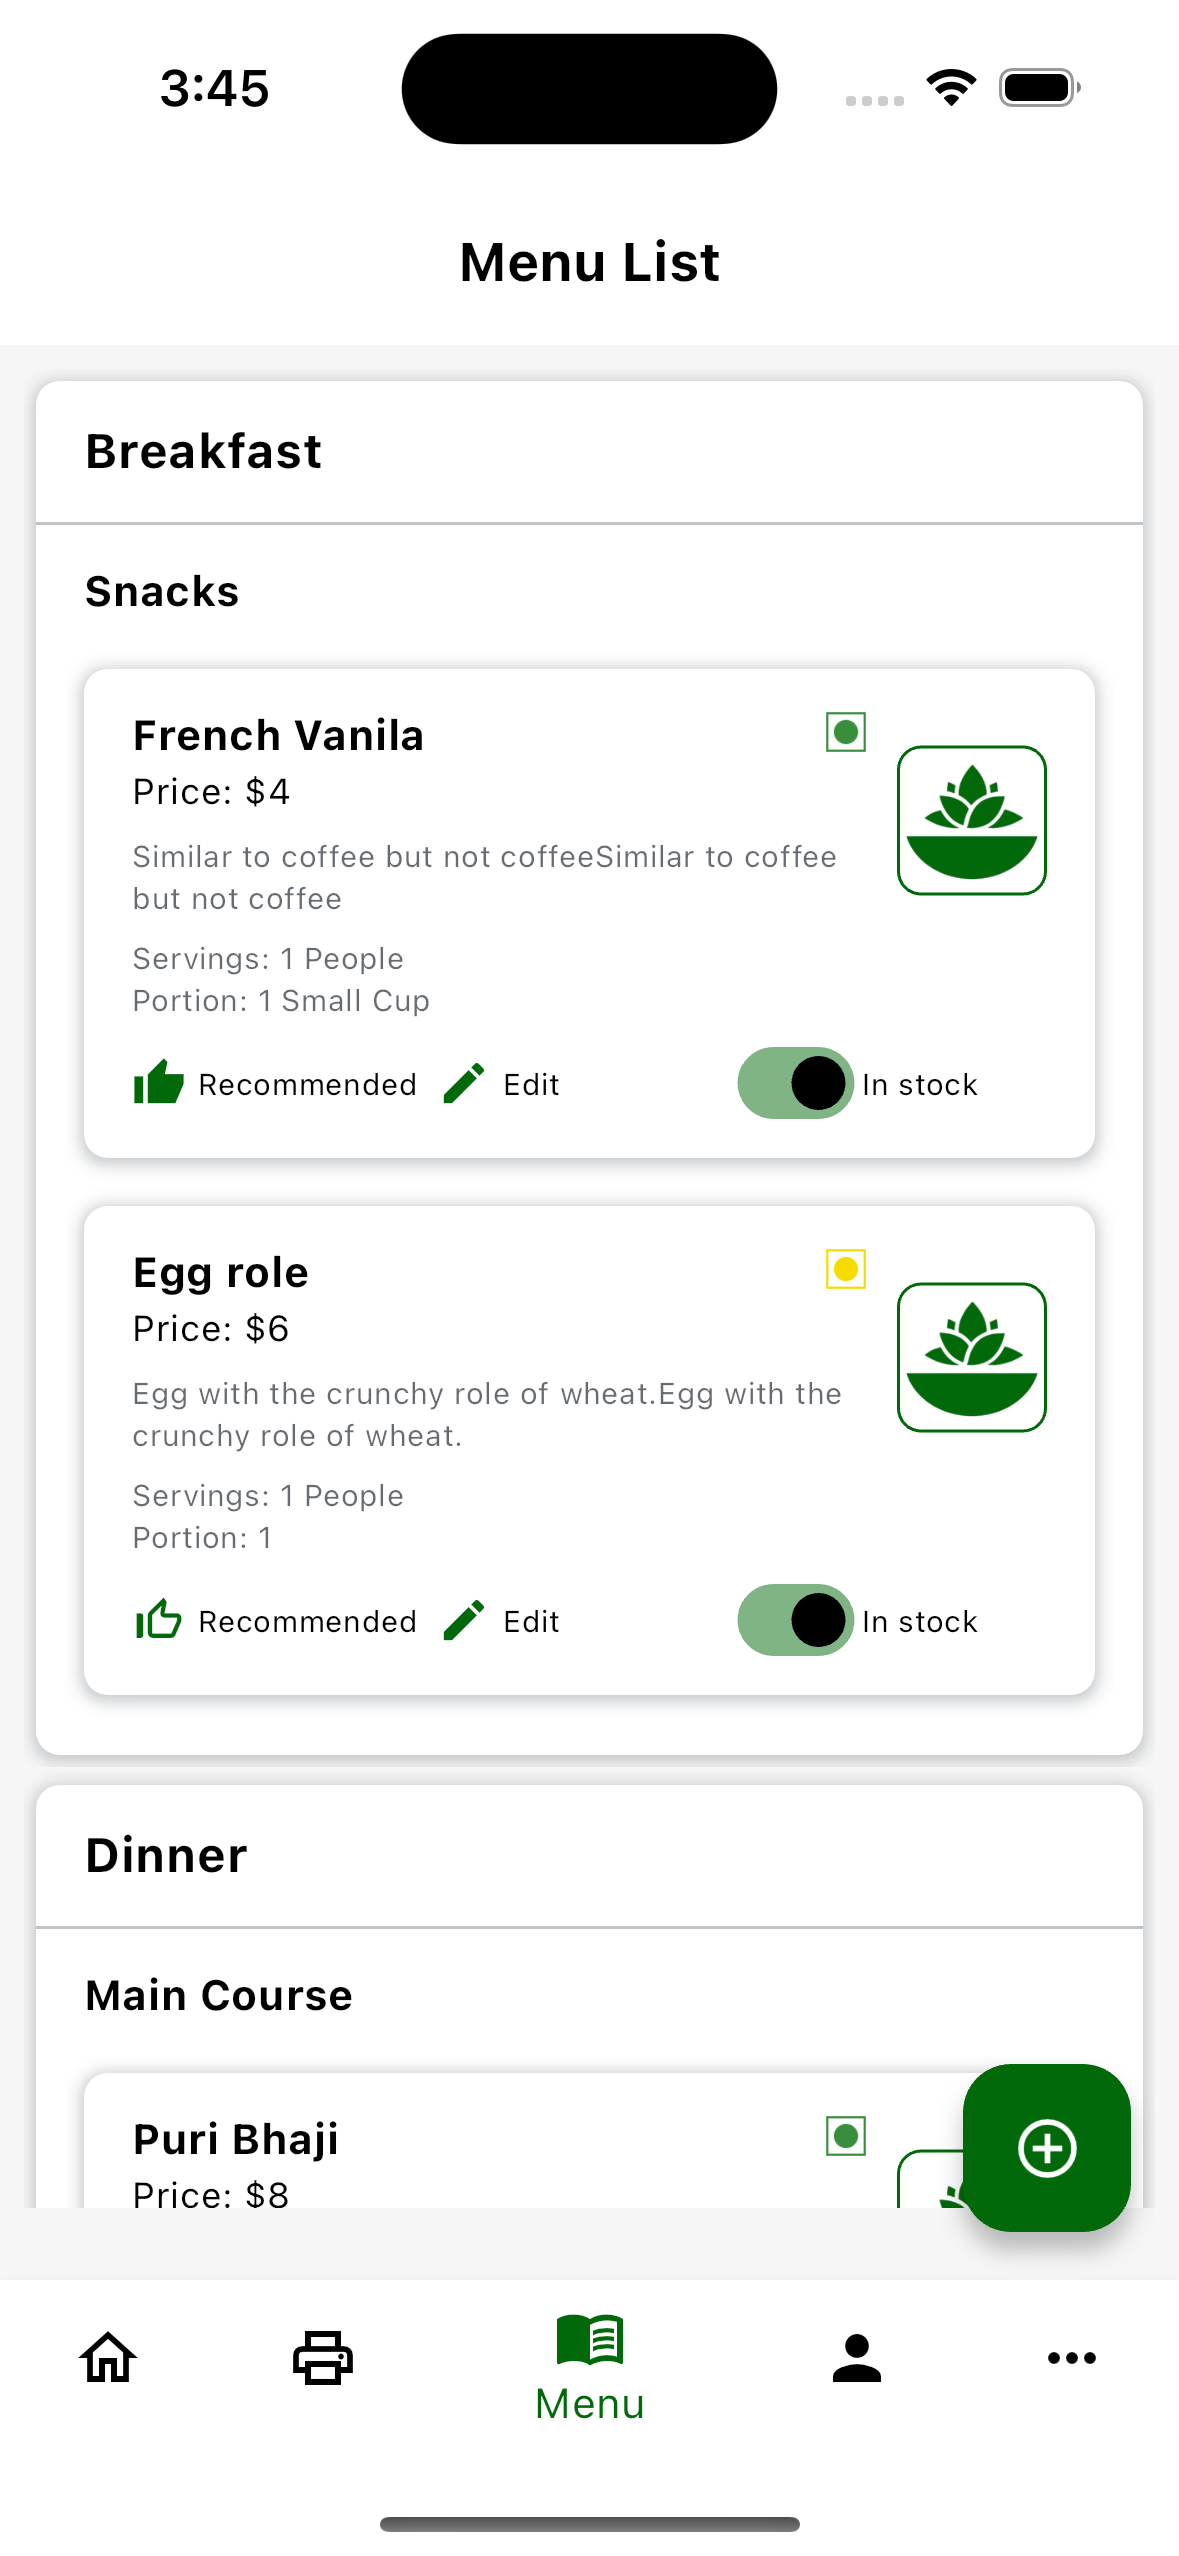 3:45
Menu List
Breakfast
Snacks
French Vanila
Price: $4
Similar to coffee but not coffeeSimilar to coffee
but not coffee
Servings: 1 People
Portion: 1 Small Cup
Recommended Edit In stock
Egg role
Price: $6
Egg with the crunchy role of wheat.Egg with the
crunchy role of wheat.
Servings: 1 People
Portion: 1
Recommended Edit In stock
Dinner
Main Course
Puri Bhaji
Price: $8
Menu